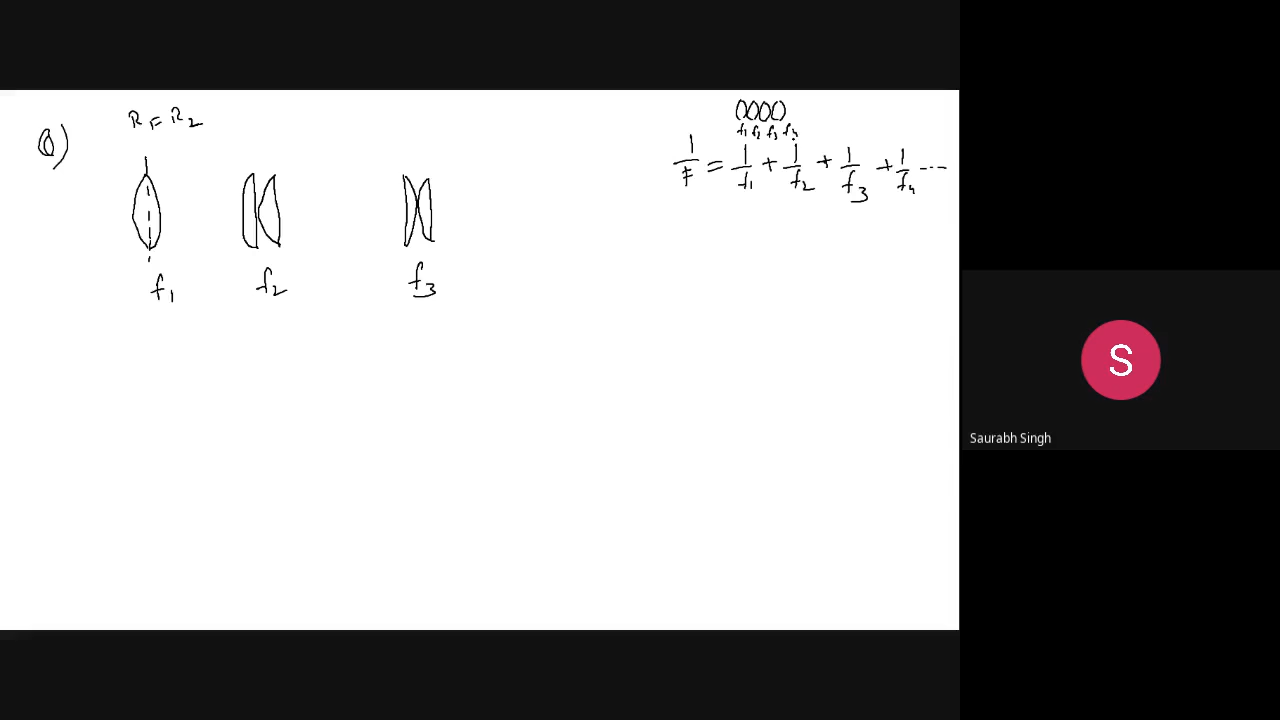 Q)
R₁ = R₂
f₁ f₂ f₃
f₁ f₂ f₃ f₄
1/F = 1/f₁ + 1/f₂ + 1/f₃ + 1/f₄ ---
S
Saurabh Singh